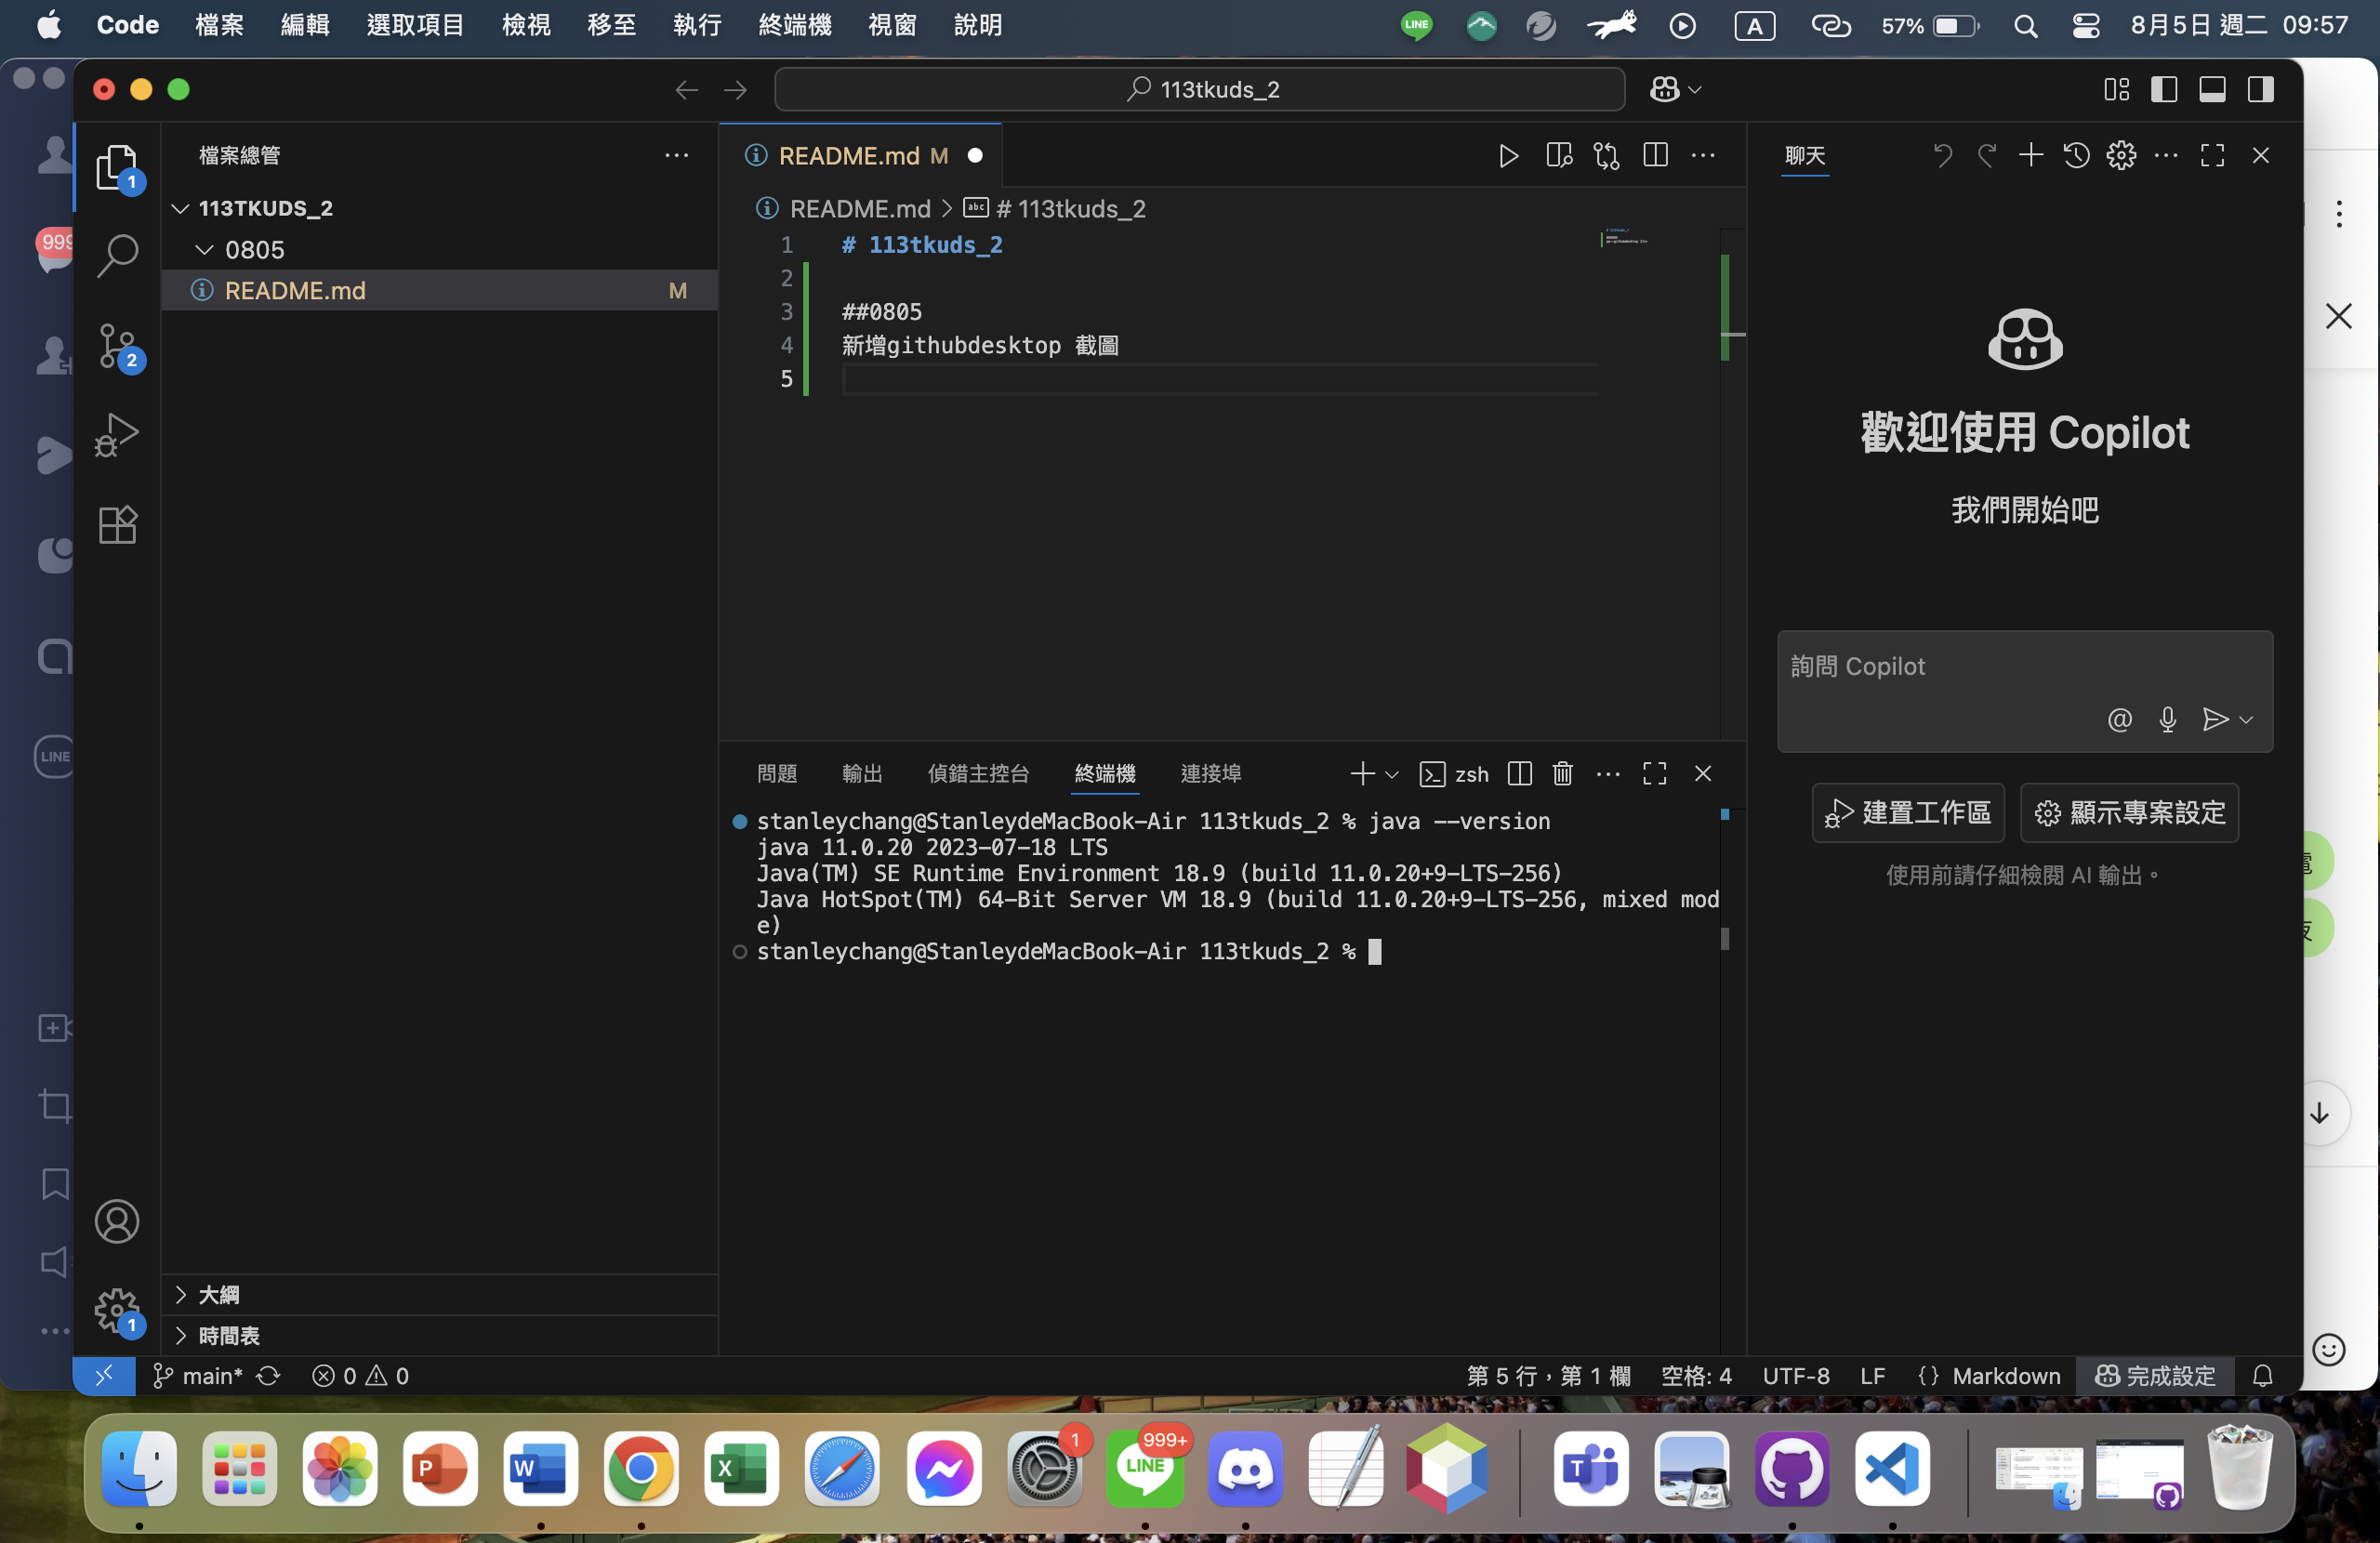 Code 檔案 編輯 選取項目 檢視 移至 執行 終端機 視窗 說明
LINE A 57% 8月5日 週二 09:57
113tkuds_2
檔案總管
113TKUDS_2
0805
README.md M
1
2
1
README.md M
README.md > # 113tkuds_2
1 # 113tkuds_2
2
3 ##0805
4 新增githubdesktop 截圖
5
問題 輸出 偵錯主控台 終端機 連接埠
zsh
stanleychang@StanleydeMacBook-Air 113tkuds_2 % java --version
java 11.0.20 2023-07-18 LTS
Java(TM) SE Runtime Environment 18.9 (build 11.0.20+9-LTS-256)
Java HotSpot(TM) 64-Bit Server VM 18.9 (build 11.0.20+9-LTS-256, mixed mod
e)
stanleychang@StanleydeMacBook-Air 113tkuds_2 %
聊天
歡迎使用 Copilot
我們開始吧
詢問 Copilot
建置工作區 顯示專案設定
使用前請仔細檢閱 AI 輸出。
大綱
時間表
main* 0 0
第 5 行，第 1 欄 空格: 4 UTF-8 LF {} Markdown 完成設定
999
LINE
P W X 1 999+ LINE T